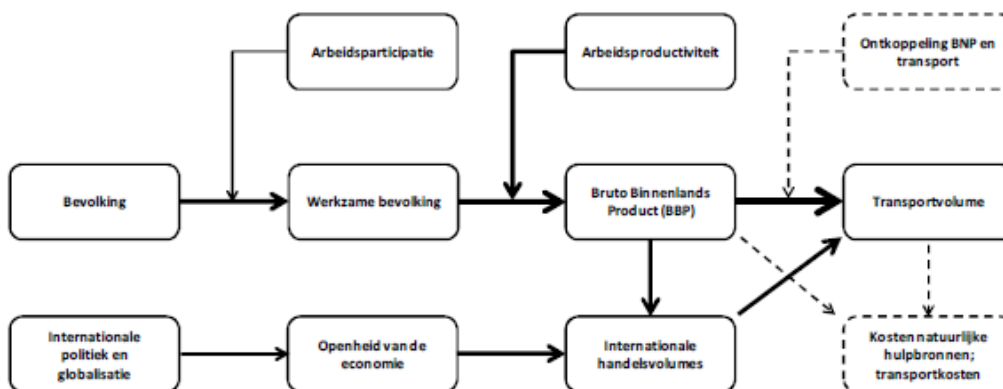 Arbeidsparticipatie
Arbeidsproductiviteit
Ontkoppeling BNP en
transport
Bevolking
Werkzame bevolking
Bruto Binnenlands
Product (BBP)
Transportvolume
Internationale
politiek en
globalisatie
Openheid van de
economie
Internationale
handelsvolumes
Kosten natuurlijke
hulpbronnen;
transportkosten